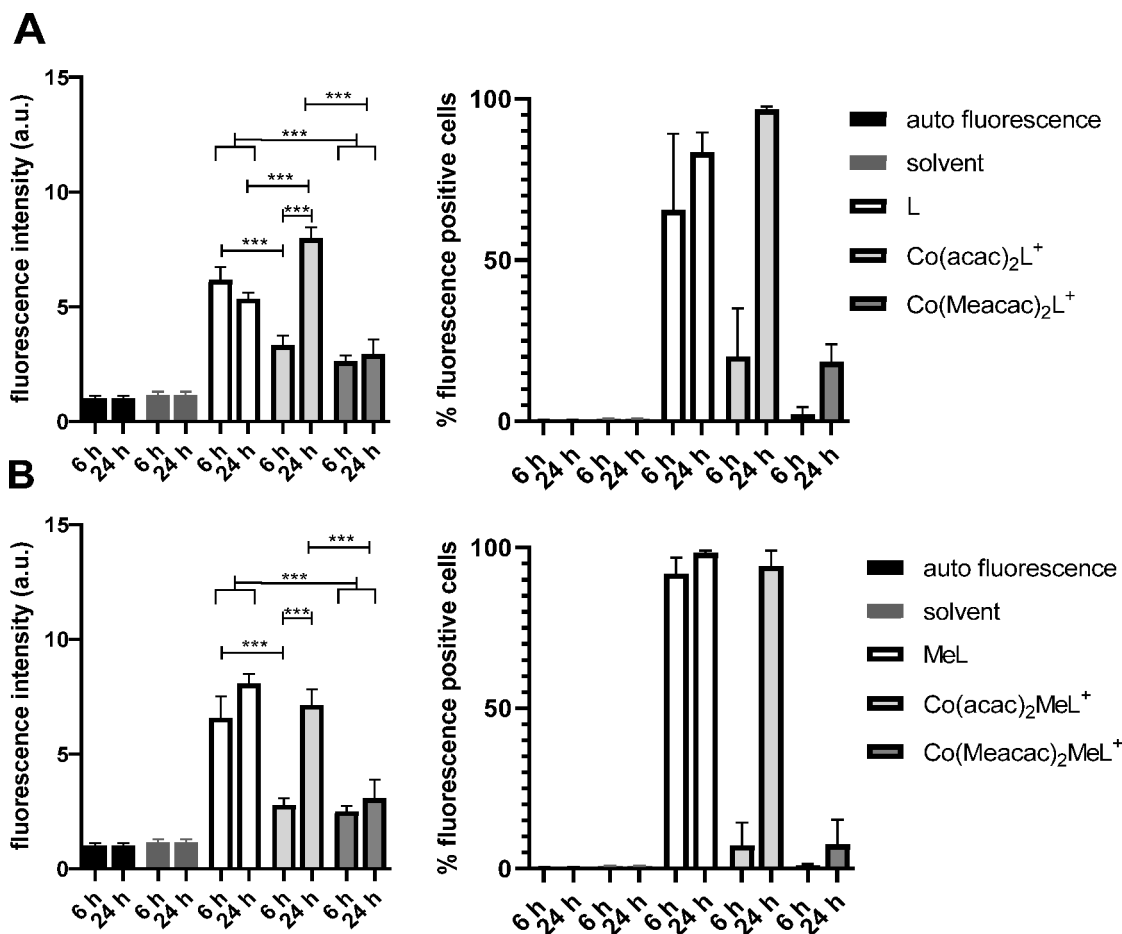 A
fluorescence intensity (a.u.)
15
10
5
0
***
***
***
***
***
6 h
24 h
6 h
24 h
6 h
24 h
6 h
24 h
6 h
24 h
% fluorescence positive cells
100
50
0
6 h
24 h
6 h
24 h
6 h
24 h
6 h
24 h
6 h
24 h
auto fluorescence
solvent
L
Co(acac)₂L⁺
Co(Meacac)₂L⁺
B
fluorescence intensity (a.u.)
15
10
5
0
***
***
***
***
6 h
24 h
6 h
24 h
6 h
24 h
6 h
24 h
6 h
24 h
% fluorescence positive cells
100
50
0
6 h
24 h
6 h
24 h
6 h
24 h
6 h
24 h
6 h
24 h
auto fluorescence
solvent
MeL
Co(acac)₂MeL⁺
Co(Meacac)₂MeL⁺